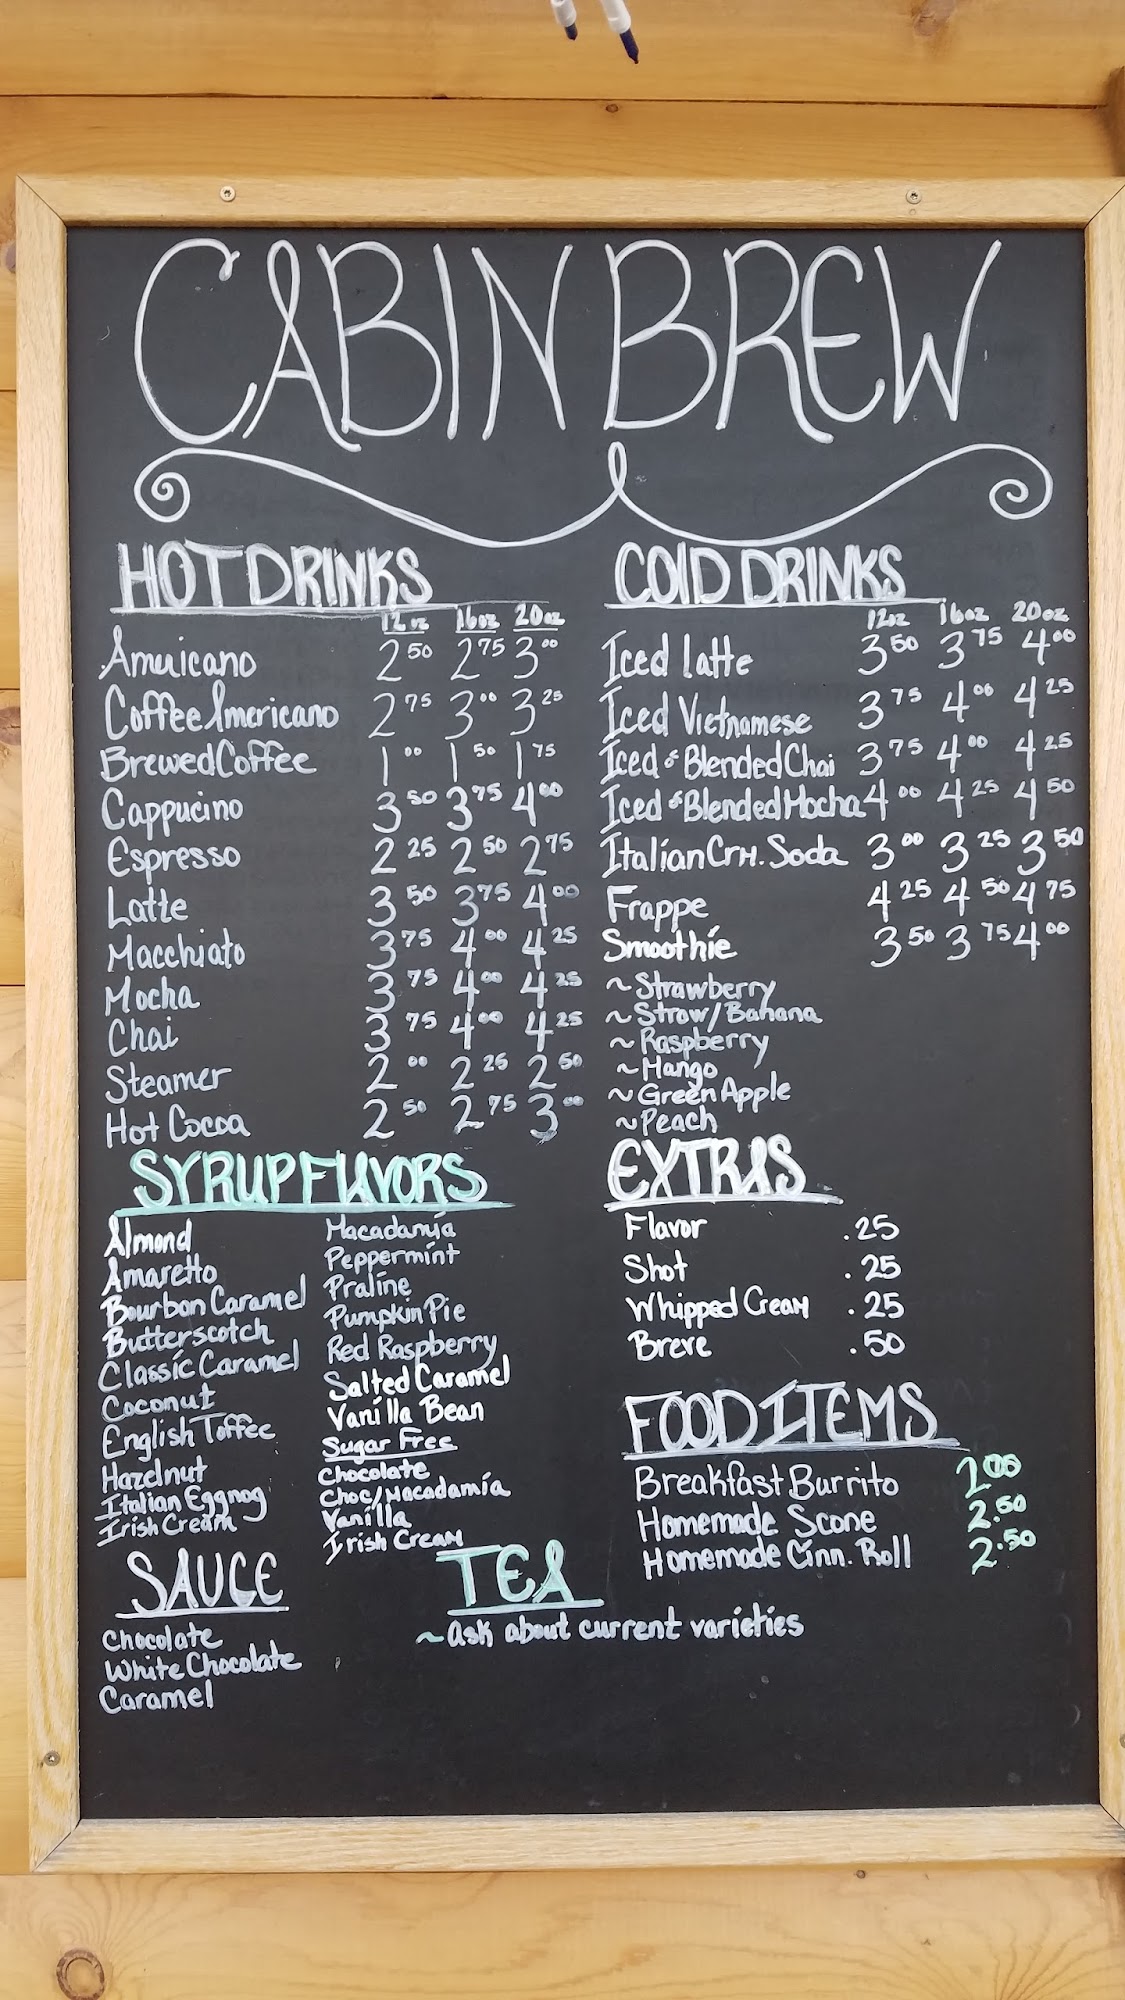 CABIN BREW
HOT DRINKS
12 oz 16 oz 20 oz
Americano 2.50 2.75 3.00
Coffee Americano 2.75 3.00 3.25
Brewed Coffee 1.00 1.50 1.75
Cappucino 3.50 3.75 4.00
Espresso 2.25 2.50 2.75
Latte 3.50 3.75 4.00
Macchiato 3.75 4.00 4.25
Mocha 3.75 4.00 4.25
Chai 3.75 4.00 4.25
Steamer 2.00 2.25 2.50
Hot Cocoa 2.50 2.75 3.00
SYRUP FLAVORS
Almond
Amaretto
Bourbon Caramel
Butterscotch
Classic Caramel
Coconut
English Toffee
Hazelnut
Italian Eggnog
Irish Cream
Macadamia
Peppermint
Praline
Pumpkin Pie
Red Raspberry
Salted Caramel
Vanilla Bean
Sugar Free
Chocolate
Choc/Macadamia
Vanilla
Irish Cream
SAUCE
Chocolate
White Chocolate
Caramel
COLD DRINKS
12oz 16oz 20oz
Iced Latte 3.50 3.75 4.00
Iced Vietnamese 3.75 4.00 4.25
Iced & Blended Chai 3.75 4.00 4.25
Iced & Blended Mocha 4.00 4.25 4.50
Italian Crm. Soda 3.00 3.25 3.50
Frappe 4.25 4.50 4.75
Smoothie 3.50 3.75 4.00
~Strawberry
~Straw/Banana
~Raspberry
~Mango
~Green Apple
~Peach
EXTRAS
Flavor .25
Shot .25
Whipped Cream .25
Breve .50
FOOD ITEMS
Breakfast Burrito 2.00
Homemade Scone 2.50
Homemade Cinn. Roll 2.50
TEA
~Ask about current varieties